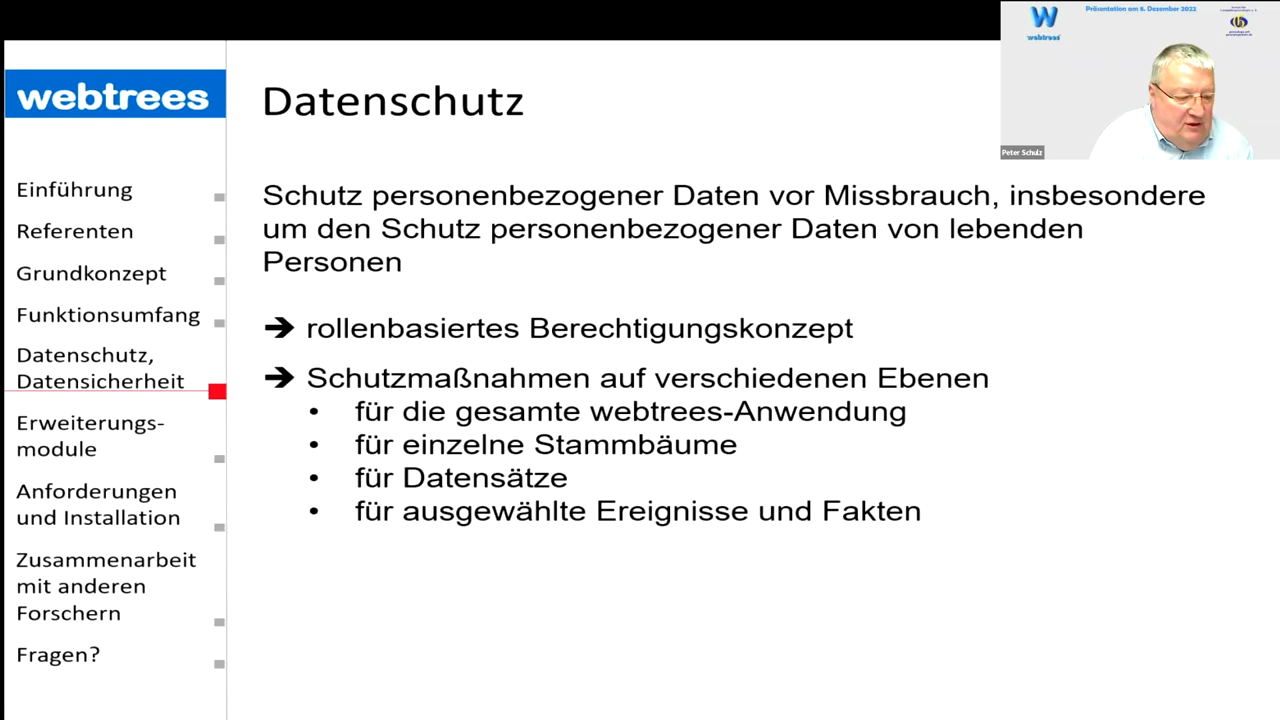 webtrees
Einführung
Referenten
Grundkonzept
Funktionsumfang
Datenschutz,
Datensicherheit
Erweiterungs-
module
Anforderungen
und Installation
Zusammenarbeit
mit anderen
Forschern
Fragen?
Datenschutz
Schutz personenbezogener Daten vor Missbrauch, insbesondere
um den Schutz personenbezogener Daten von lebenden
Personen
➔ rollenbasiertes Berechtigungskonzept
➔ Schutzmaßnahmen auf verschiedenen Ebenen
• für die gesamte webtrees-Anwendung
• für einzelne Stammbäume
• für Datensätze
• für ausgewählte Ereignisse und Fakten
W
webtrees
Präsentation am 8. Dezember 2022
Peter Schulz